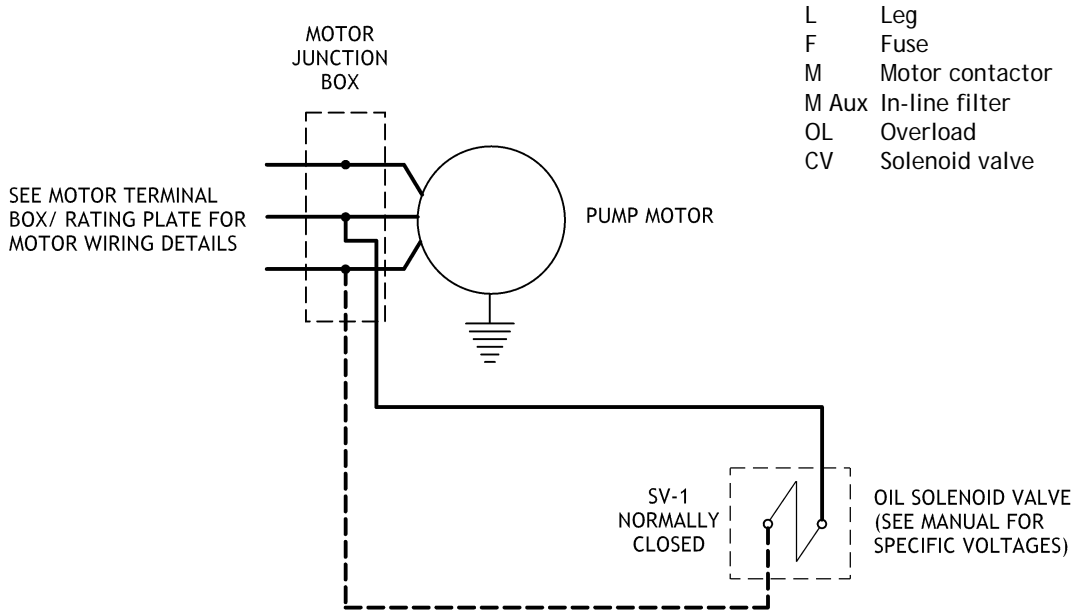 L Leg
F Fuse
M Motor contactor
M Aux In-line filter
OL Overload
CV Solenoid valve
MOTOR
JUNCTION
BOX
SEE MOTOR TERMINAL
BOX/ RATING PLATE FOR
MOTOR WIRING DETAILS
PUMP MOTOR
SV-1
NORMALLY
CLOSED
OIL SOLENOID VALVE
(SEE MANUAL FOR
SPECIFIC VOLTAGES)